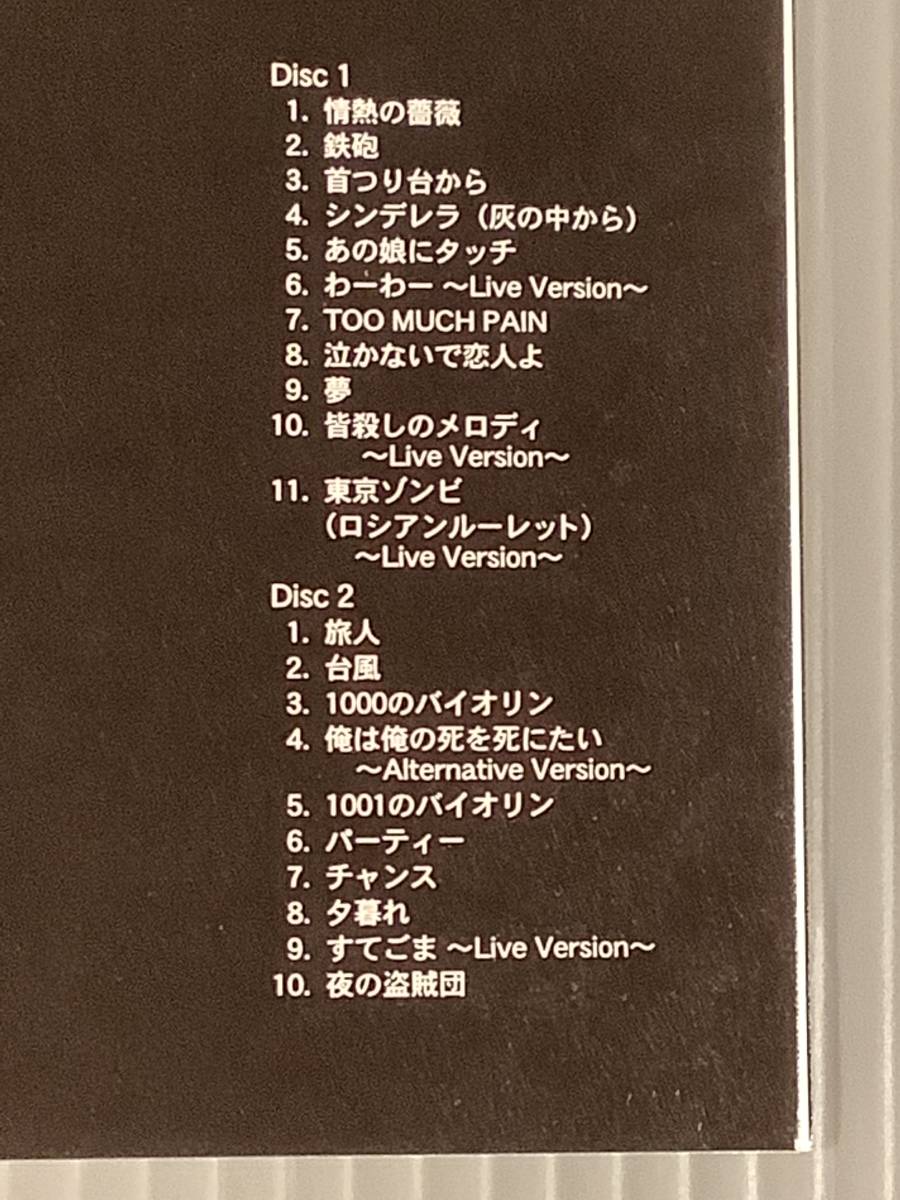 Disc 1
1. 情熱の薔薇
2. 鉄砲
3. 首つり台から
4. シンデレラ（灰の中から）
5. あの娘にタッチ
6. わーわー 〜Live Version〜
7. TOO MUCH PAIN
8. 泣かないで恋人よ
9. 夢
10. 皆殺しのメロディ
〜Live Version〜
11. 東京ゾンビ
（ロシアンルーレット）
〜Live Version〜
Disc 2
1. 旅人
2. 台風
3. 1000のバイオリン
4. 俺は俺の死を死にたい
〜Alternative Version〜
5. 1001のバイオリン
6. パーティー
7. チャンス
8. 夕暮れ
9. すてごま 〜Live Version〜
10. 夜の盗賊団